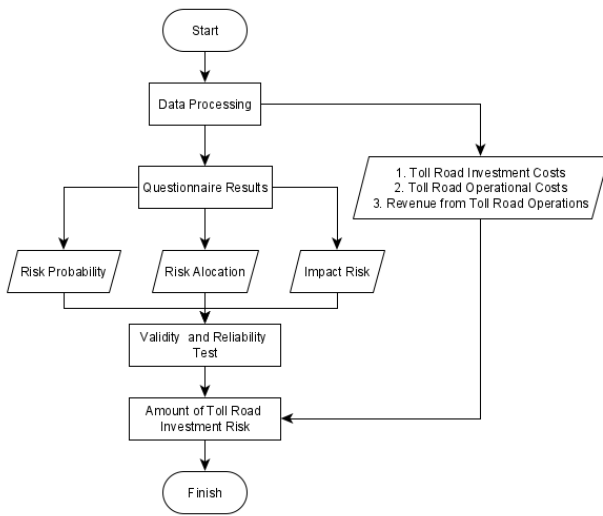 Start
Data Processing
Questionnaire Results
1. Toll Road Investment Costs
2. Toll Road Operational Costs
3. Revenue from Toll Road Operations
Risk Probability
Risk Alocation
Impact Risk
Validity and Reliability
Test
Amount of Toll Road
Investment Risk
Finish